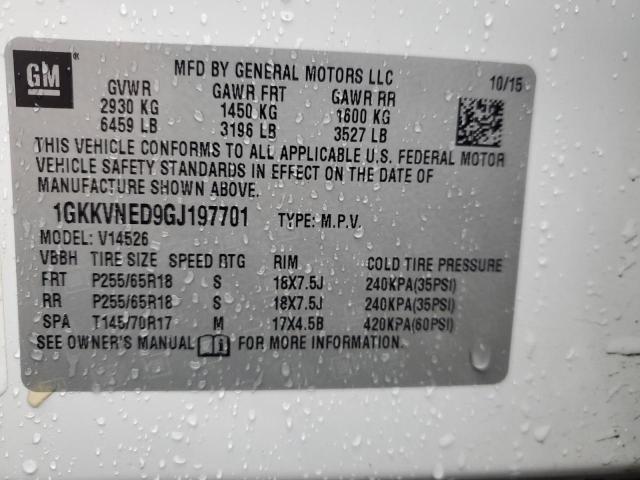 GM ®
MFD BY GENERAL MOTORS LLC 10/15
GVWR GAWR FRT GAWR RR
2930 KG 1450 KG 1600 KG
6459 LB 3196 LB 3527 LB
THIS VEHICLE CONFORMS TO ALL APPLICABLE U.S. FEDERAL MOTOR
VEHICLE SAFETY STANDARDS IN EFFECT ON THE DATE OF
MANUFACTURE SHOWN ABOVE.
1GKKVNED9GJ197701 TYPE: M.P.V.
MODEL: V14526
VBBH TIRE SIZE SPEED RTG RIM COLD TIRE PRESSURE
FRT P255/65R18 S 18X7.5J 240KPA(35PSI)
RR P255/65R18 S 18X7.5J 240KPA(35PSI)
SPA T145/70R17 M 17X4.5B 420KPA(60PSI)
SEE OWNER'S MANUAL FOR MORE INFORMATION.